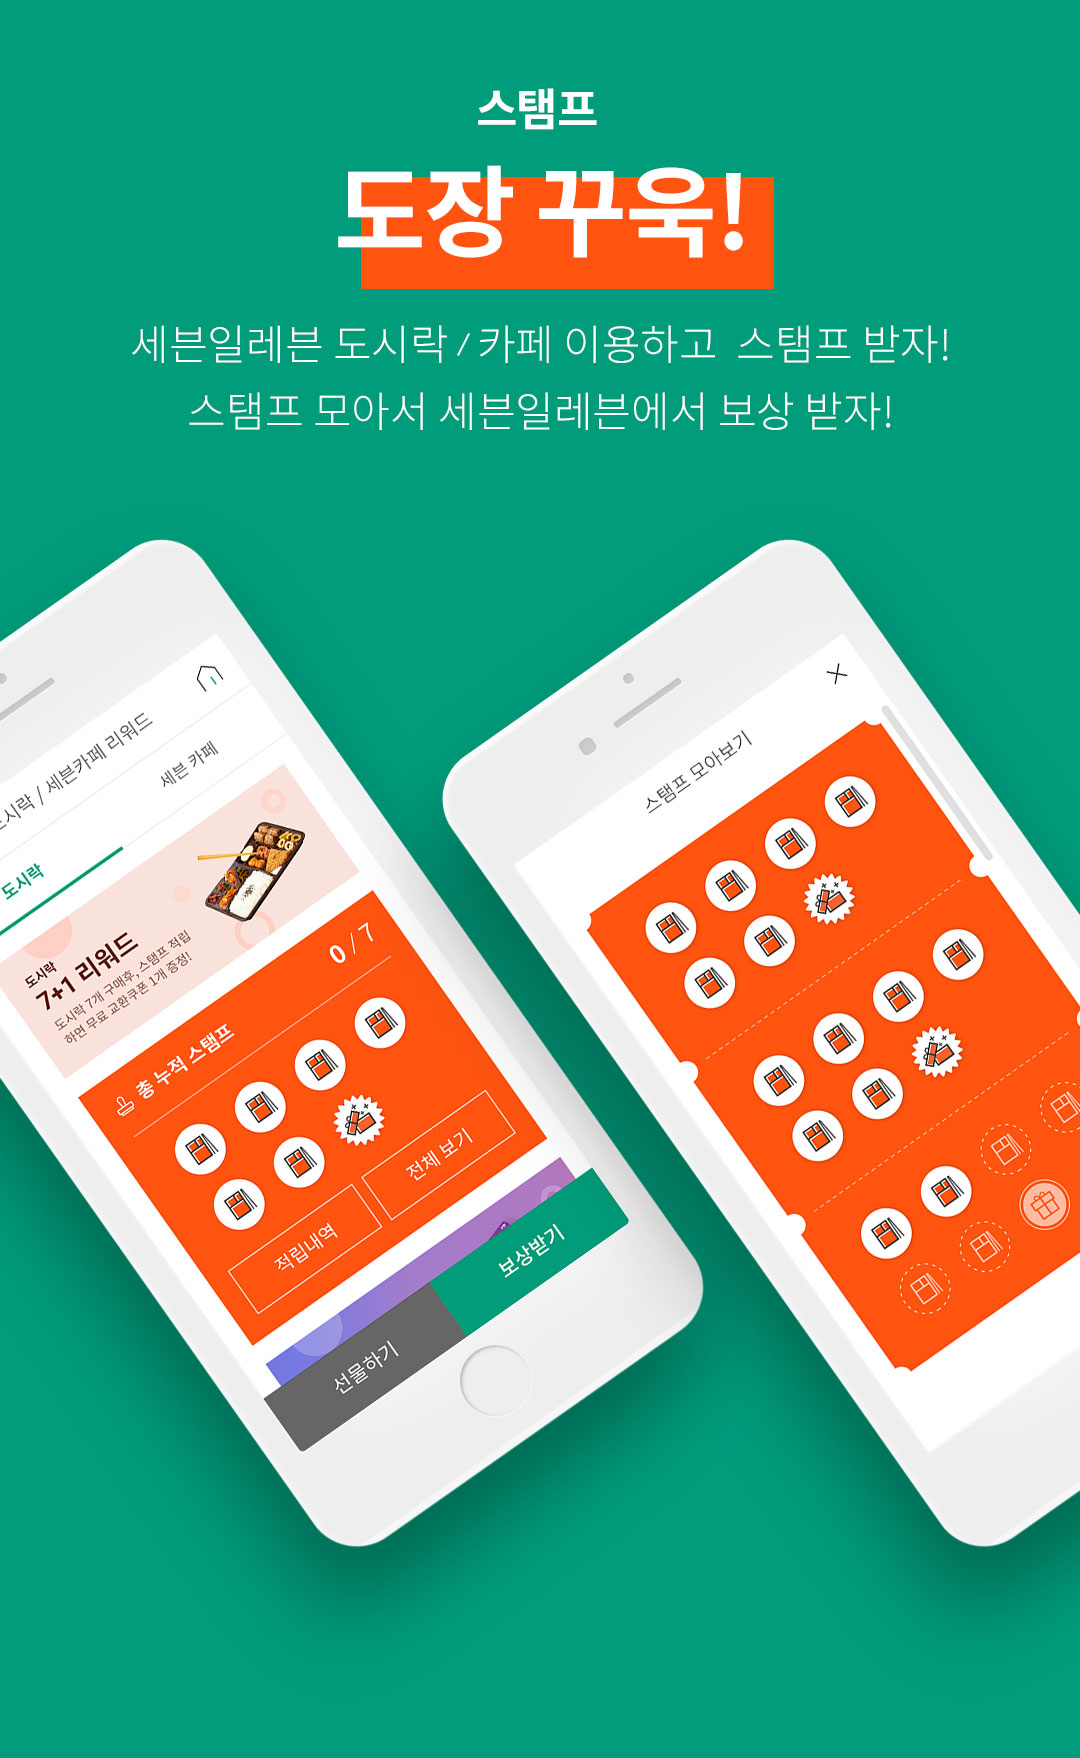 스탬프
도장 꾸욱!
세븐일레븐 도시락 / 카페 이용하고 스탬프 받자!
스탬프 모아서 세븐일레븐에서 보상 받자!
도시락 / 세븐카페 리워드
도시락
세븐 카페
도시락
7+1 리워드
도시락 7개 구매후, 스탬프 적립
하면 무료 교환쿠폰 1개 증정!
총 누적 스탬프
0 / 7
적립내역
전체 보기
선물하기
보상받기
스탬프 모아보기